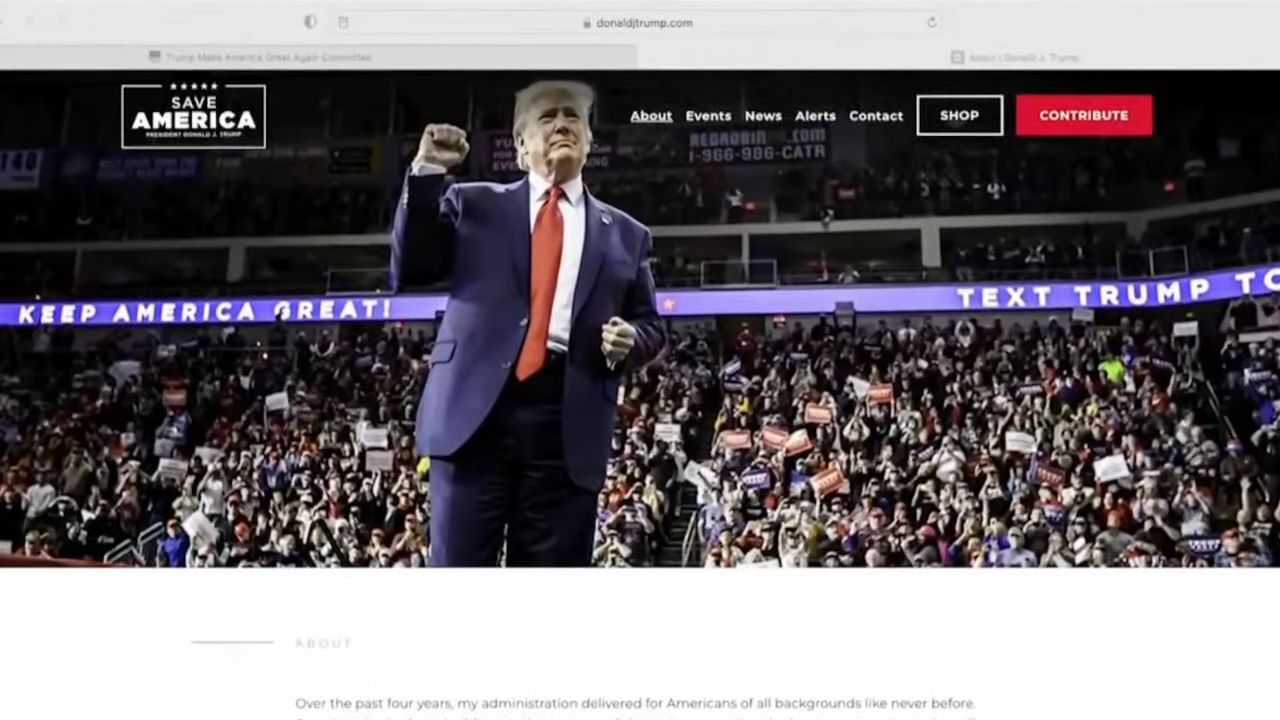 donaldjtrump.com
Trump Make America Great Again Committee
About | Donald J. Trump
SAVE
AMERICA
PRESIDENT DONALD J. TRUMP
About Events News Alerts Contact SHOP CONTRIBUTE
.COM
1-966-986-CATR
KEEP AMERICA GREAT!
TEXT TRUMP TO
ABOUT
Over the past four years, my administration delivered for Americans of all backgrounds like never before.